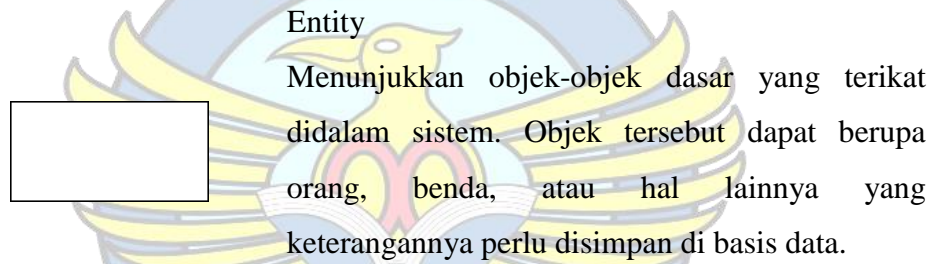 Entity
Menunjukkan objek-objek dasar yang terikat
didalam sistem. Objek tersebut dapat berupa
orang, benda, atau hal lainnya yang
keterangannya perlu disimpan di basis data.